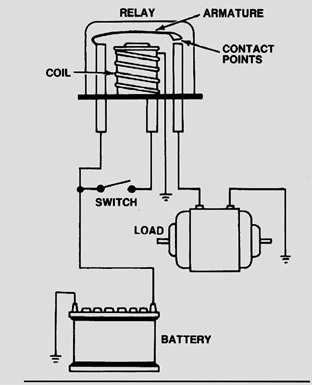 RELAY
ARMATURE
CONTACT
POINTS
COIL
SWITCH
LOAD
BATTERY